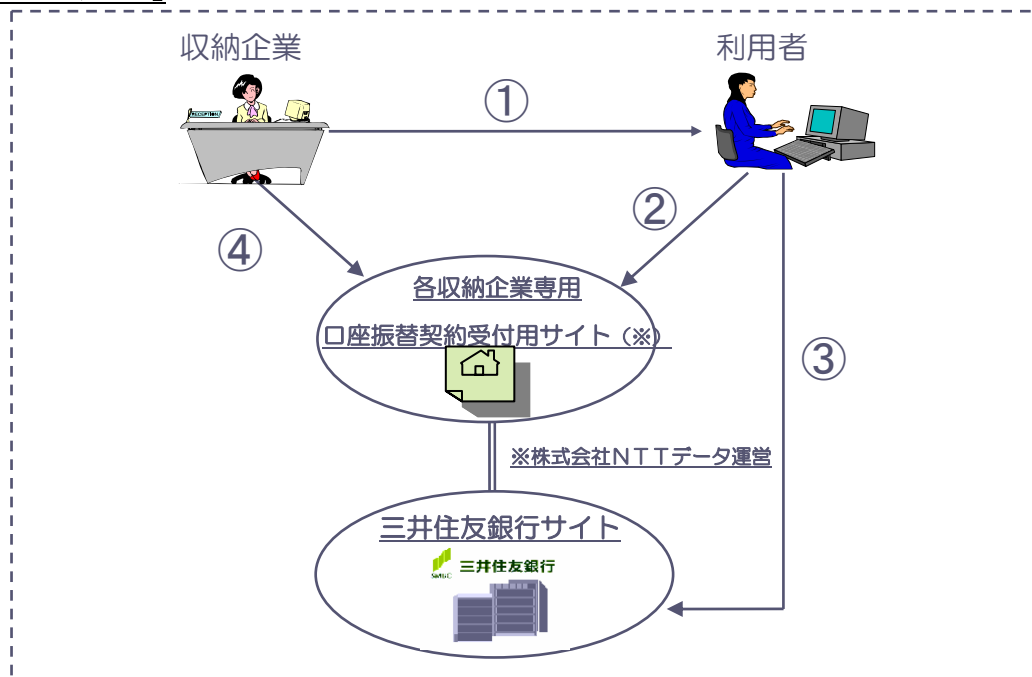 収納企業
利用者
RECEPTION
①
②
④
各収納企業専用
口座振替契約受付用サイト（※）
③
※株式会社NTTデータ運営
三井住友銀行サイト
SMBC 三井住友銀行